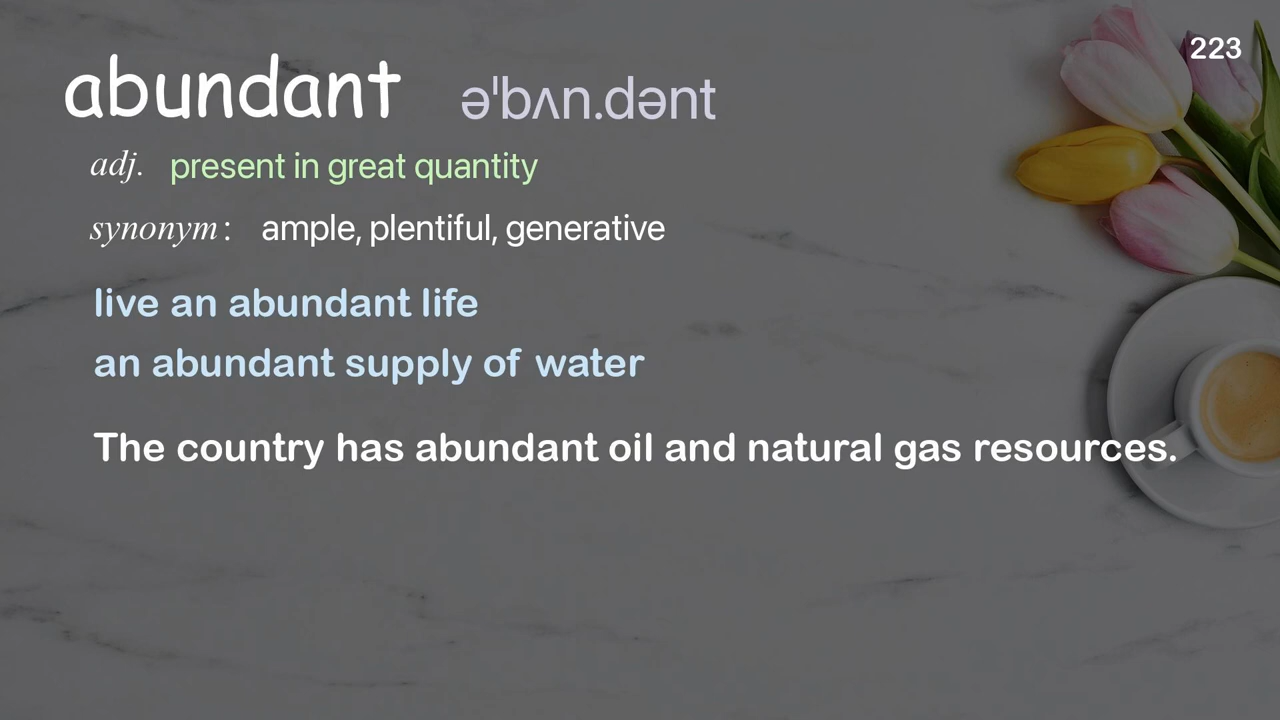 223
abundant əˈbʌn.dənt
adj. present in great quantity
synonym: ample, plentiful, generative
live an abundant life
an abundant supply of water
The country has abundant oil and natural gas resources.